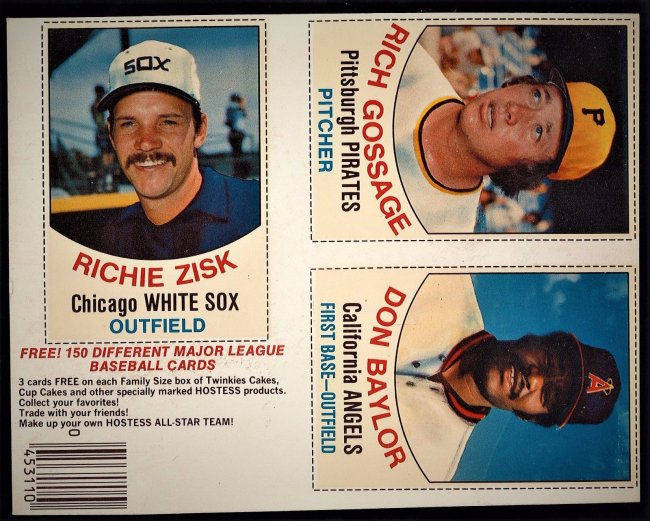 SOX
RICHIE ZISK
Chicago WHITE SOX
OUTFIELD
FREE! 150 DIFFERENT MAJOR LEAGUE
BASEBALL CARDS
3 cards FREE on each Family Size box of Twinkies Cakes,
Cup Cakes and other specially marked HOSTESS products.
Collect your favorites!
Trade with your friends!
Make up your own HOSTESS ALL-STAR TEAM!
0
453110
P
RICH GOSSAGE
Pittsburgh PIRATES
PITCHER
A
DON BAYLOR
California ANGELS
FIRST BASE–OUTFIELD